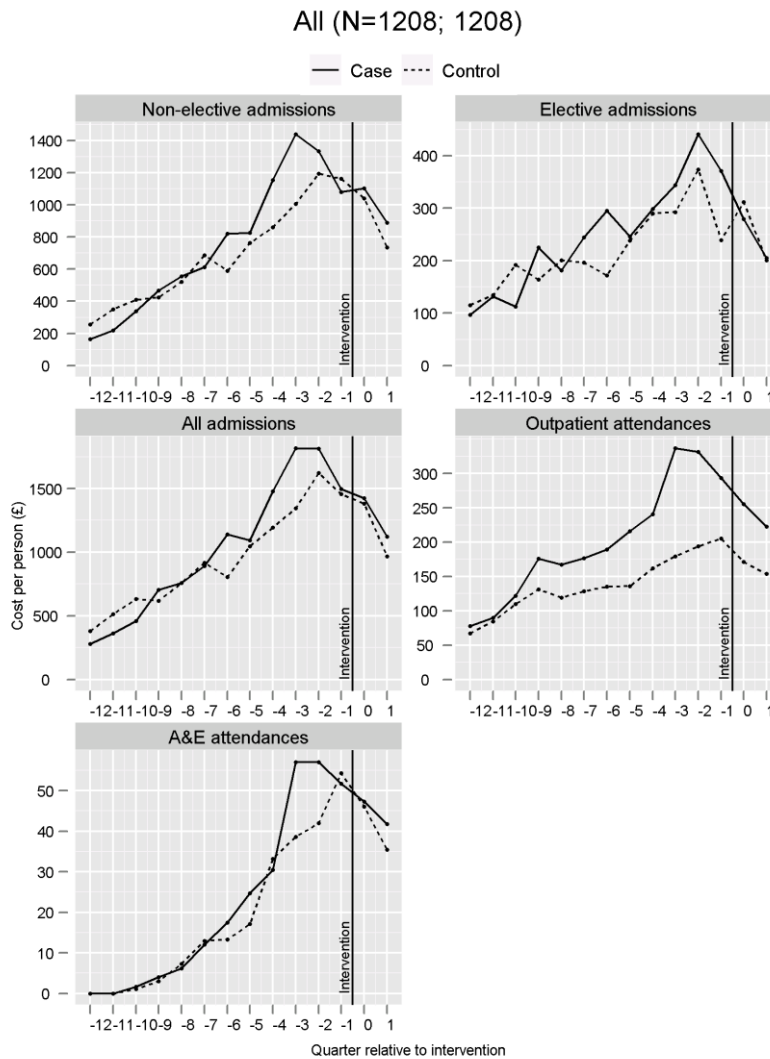 All (N=1208; 1208)
Case Control
Non-elective admissions
1400
1200
1000
800
600
400
200
0
Intervention
-12 -11 -10 -9 -8 -7 -6 -5 -4 -3 -2 -1 0 1
Elective admissions
400
300
200
100
0
Intervention
-12 -11 -10 -9 -8 -7 -6 -5 -4 -3 -2 -1 0 1
Cost per person (£)
All admissions
1500
1000
500
0
Intervention
-12 -11 -10 -9 -8 -7 -6 -5 -4 -3 -2 -1 0 1
Outpatient attendances
300
250
200
150
100
50
0
Intervention
-12 -11 -10 -9 -8 -7 -6 -5 -4 -3 -2 -1 0 1
A&E attendances
50
40
30
20
10
0
Intervention
-12 -11 -10 -9 -8 -7 -6 -5 -4 -3 -2 -1 0 1
Quarter relative to intervention